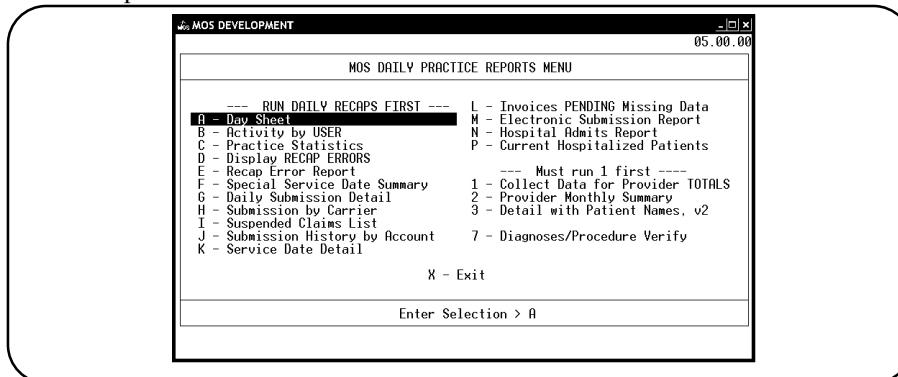 MOS MOS DEVELOPMENT
05.00.00
MOS DAILY PRACTICE REPORTS MENU
--- RUN DAILY RECAPS FIRST ---
A - Day Sheet
B - Activity by USER
C - Practice Statistics
D - Display RECAP ERRORS
E - Recap Error Report
F - Special Service Date Summary
G - Daily Submission Detail
H - Submission by Carrier
I - Suspended Claims List
J - Submission History by Account
K - Service Date Detail
L - Invoices PENDING Missing Data
M - Electronic Submission Report
N - Hospital Admits Report
P - Current Hospitalized Patients
--- Must run 1 first ----
1 - Collect Data for Provider TOTALS
2 - Provider Monthly Summary
3 - Detail with Patient Names, v2
7 - Diagnoses/Procedure Verify
X - Exit
Enter Selection > A